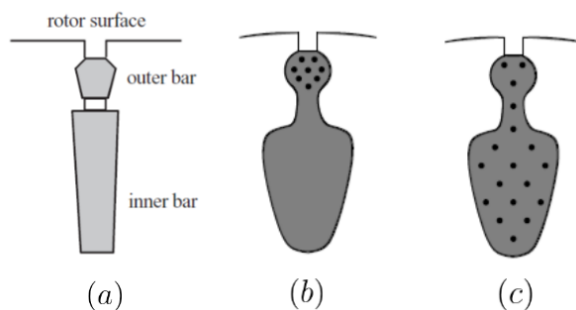 rotor surface
outer bar
inner bar
(a)
(b)
(c)